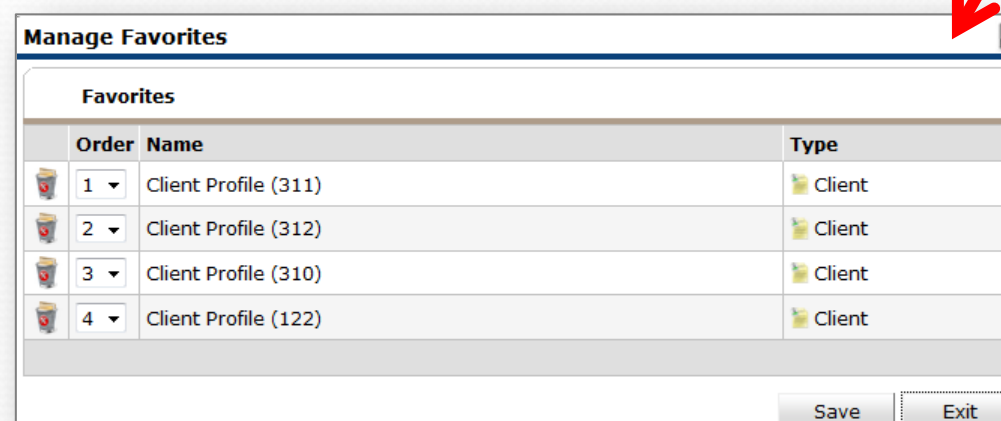 Manage Favorites
Favorites
Order Name Type
1 Client Profile (311) Client
2 Client Profile (312) Client
3 Client Profile (310) Client
4 Client Profile (122) Client
Save Exit